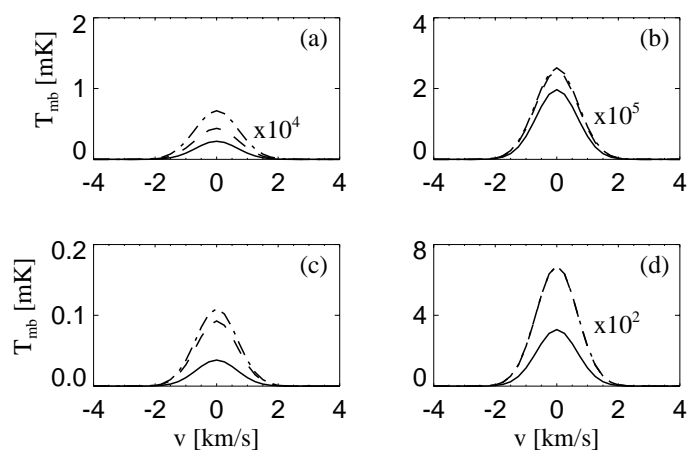 (a)
(b)
T_mb [mK]
2
1
0
x10^4
4
2
0
x10^5
-4 -2 0 2 4
-4 -2 0 2 4
(c)
(d)
T_mb [mK]
0.2
0.1
0.0
8
4
0
x10^2
-4 -2 0 2 4
-4 -2 0 2 4
v [km/s]
v [km/s]